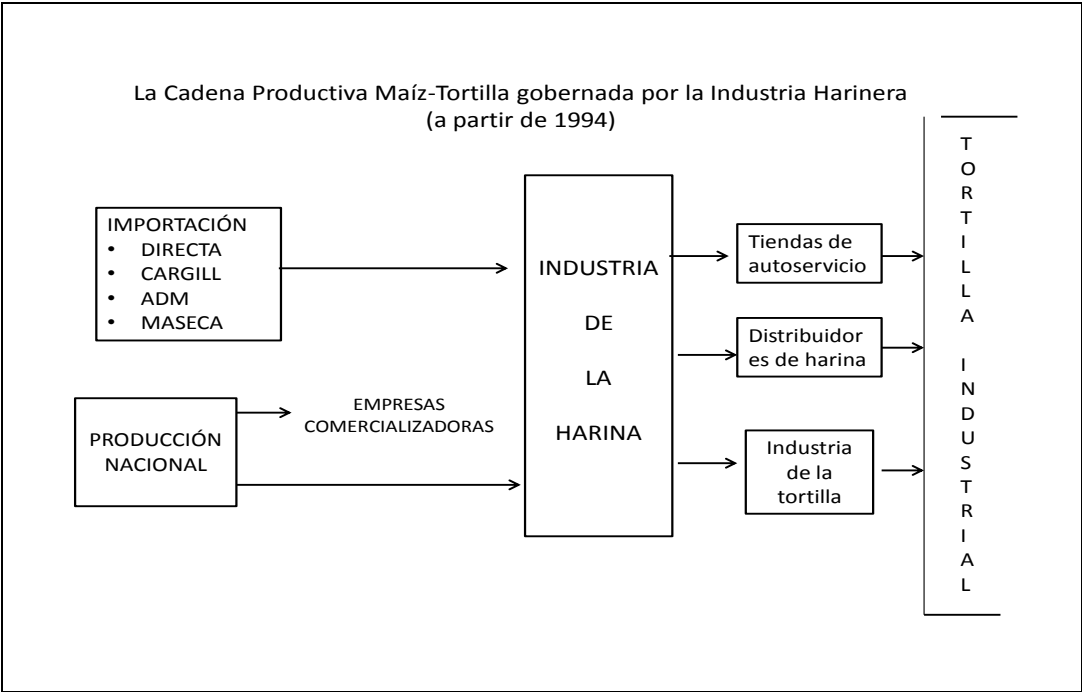 La Cadena Productiva Maíz-Tortilla gobernada por la Industria Harinera
(a partir de 1994)
IMPORTACIÓN
• DIRECTA
• CARGILL
• ADM
• MASECA
PRODUCCIÓN
NACIONAL
EMPRESAS
COMERCIALIZADORAS
INDUSTRIA
DE
LA
HARINA
Tiendas de
autoservicio
Distribuidor
es de harina
Industria
de la
tortilla
T
O
R
T
I
L
L
A
I
N
D
U
S
T
R
I
A
L